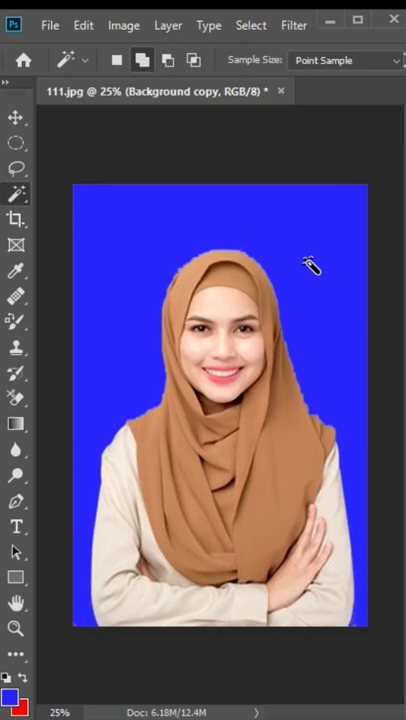 Ps File Edit Image Layer Type Select Filter
Sample Size: Point Sample
111.jpg @ 25% (Background copy, RGB/8) *
T
25% Doc: 6.18M/12.4M